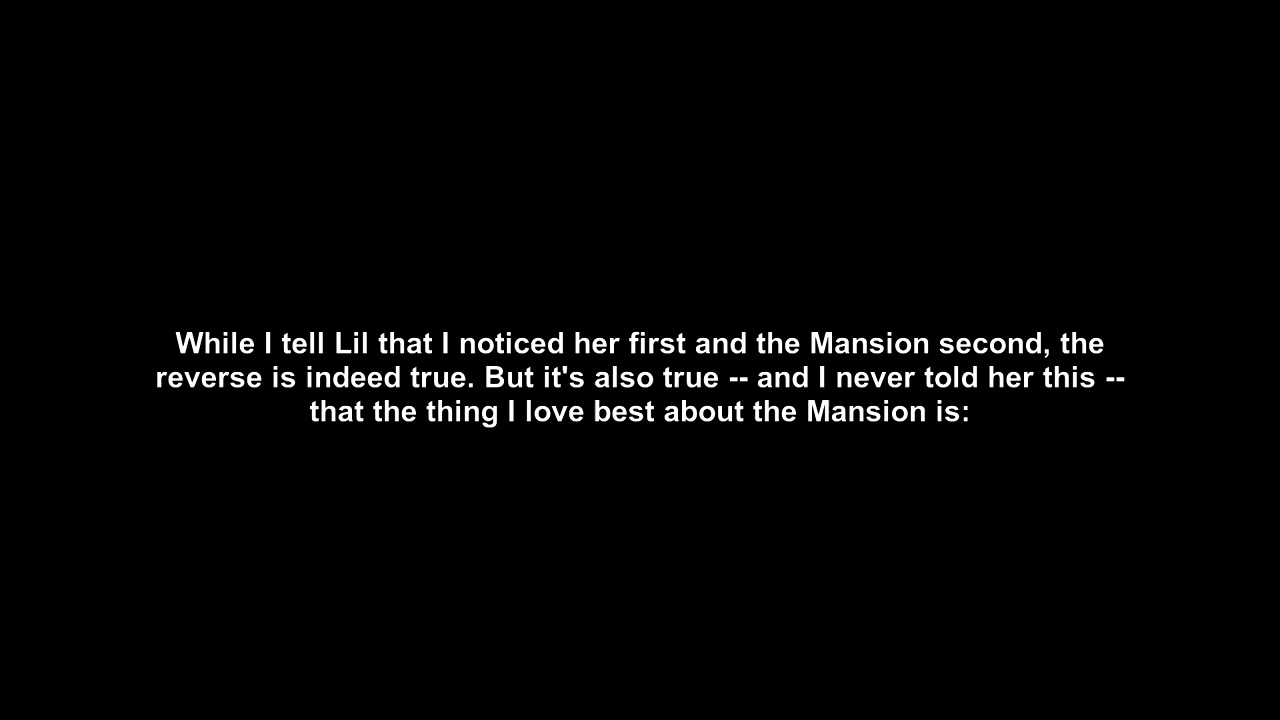 While I tell Lil that I noticed her first and the Mansion second, the
reverse is indeed true. But it's also true -- and I never told her this --
that the thing I love best about the Mansion is: